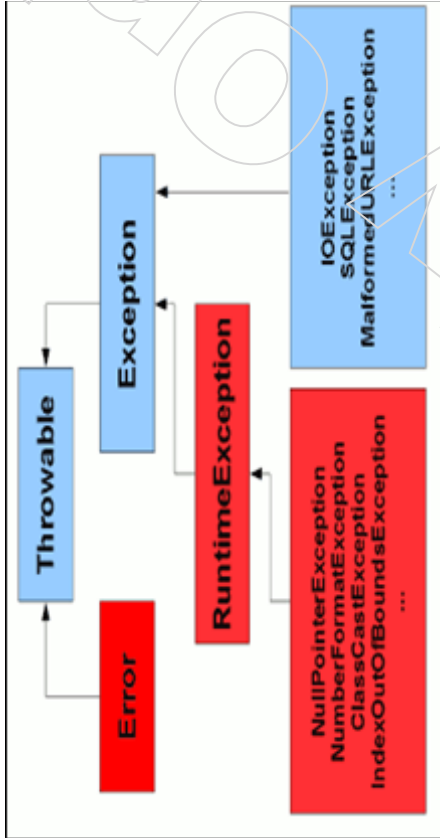 Throwable
Error
Exception
RuntimeException
NullPointerException
NumberFormatException
ClassCastException
IndexOutOfBoundsException
...
IOException
SQLException
MalformedURLException
...